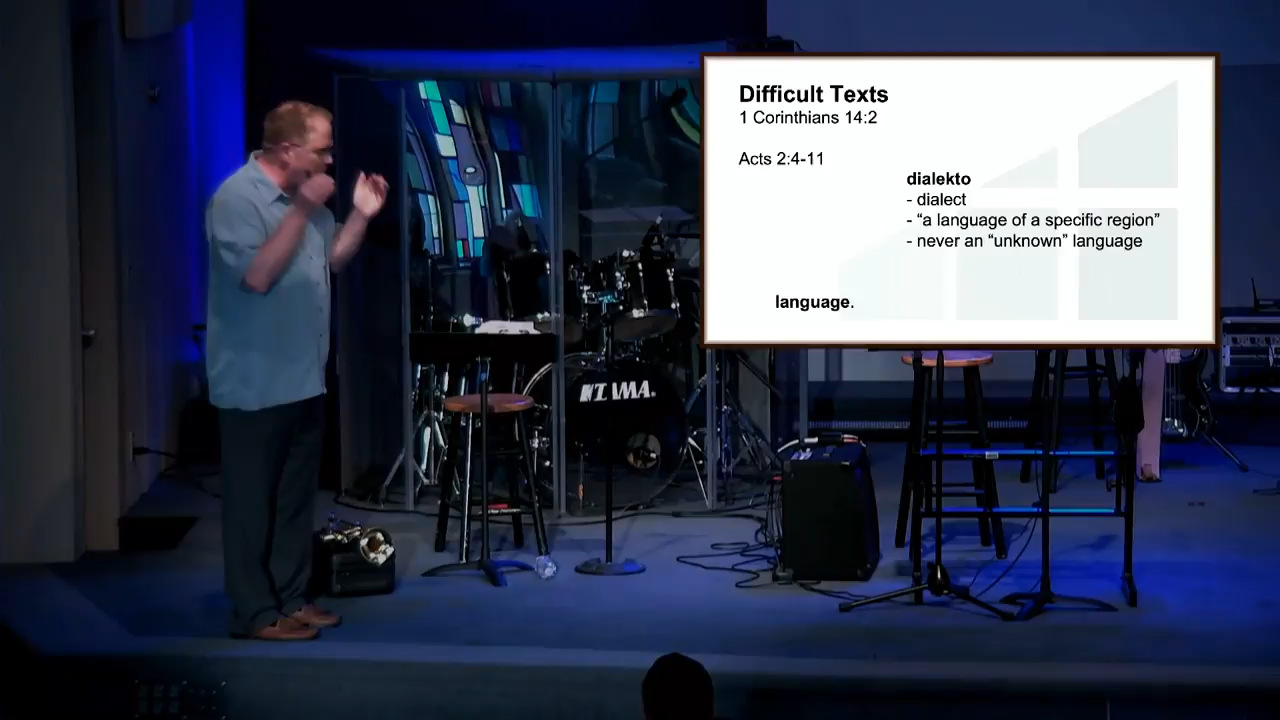 Difficult Texts
1 Corinthians 14:2
Acts 2:4-11
dialekto
- dialect
- “a language of a specific region”
- never an “unknown” language
language.
TAMA